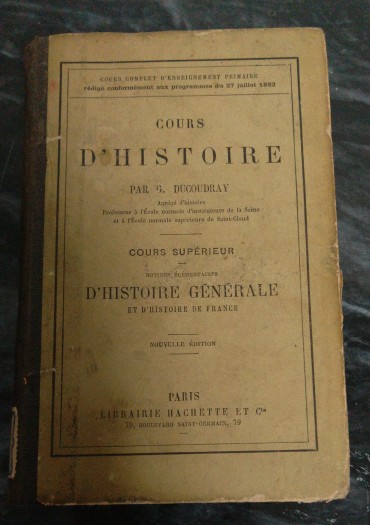 COURS COMPLET D'ENSEIGNEMENT PRIMAIRE
rédigé conformément aux programmes du 27 juillet 1882
COURS
D'HISTOIRE
PAR G. DUCOUDRAY
Agrégé d'histoire
Professeur à l'École normale d'instituteurs de la Seine
et à l'École normale supérieure de Saint-Cloud
COURS SUPÉRIEUR
NOTIONS ÉLÉMENTAIRES
D'HISTOIRE GÉNÉRALE
ET D'HISTOIRE DE FRANCE
NOUVELLE ÉDITION
PARIS
LIBRAIRIE HACHETTE ET Cie
79, BOULEVARD SAINT-GERMAIN, 79